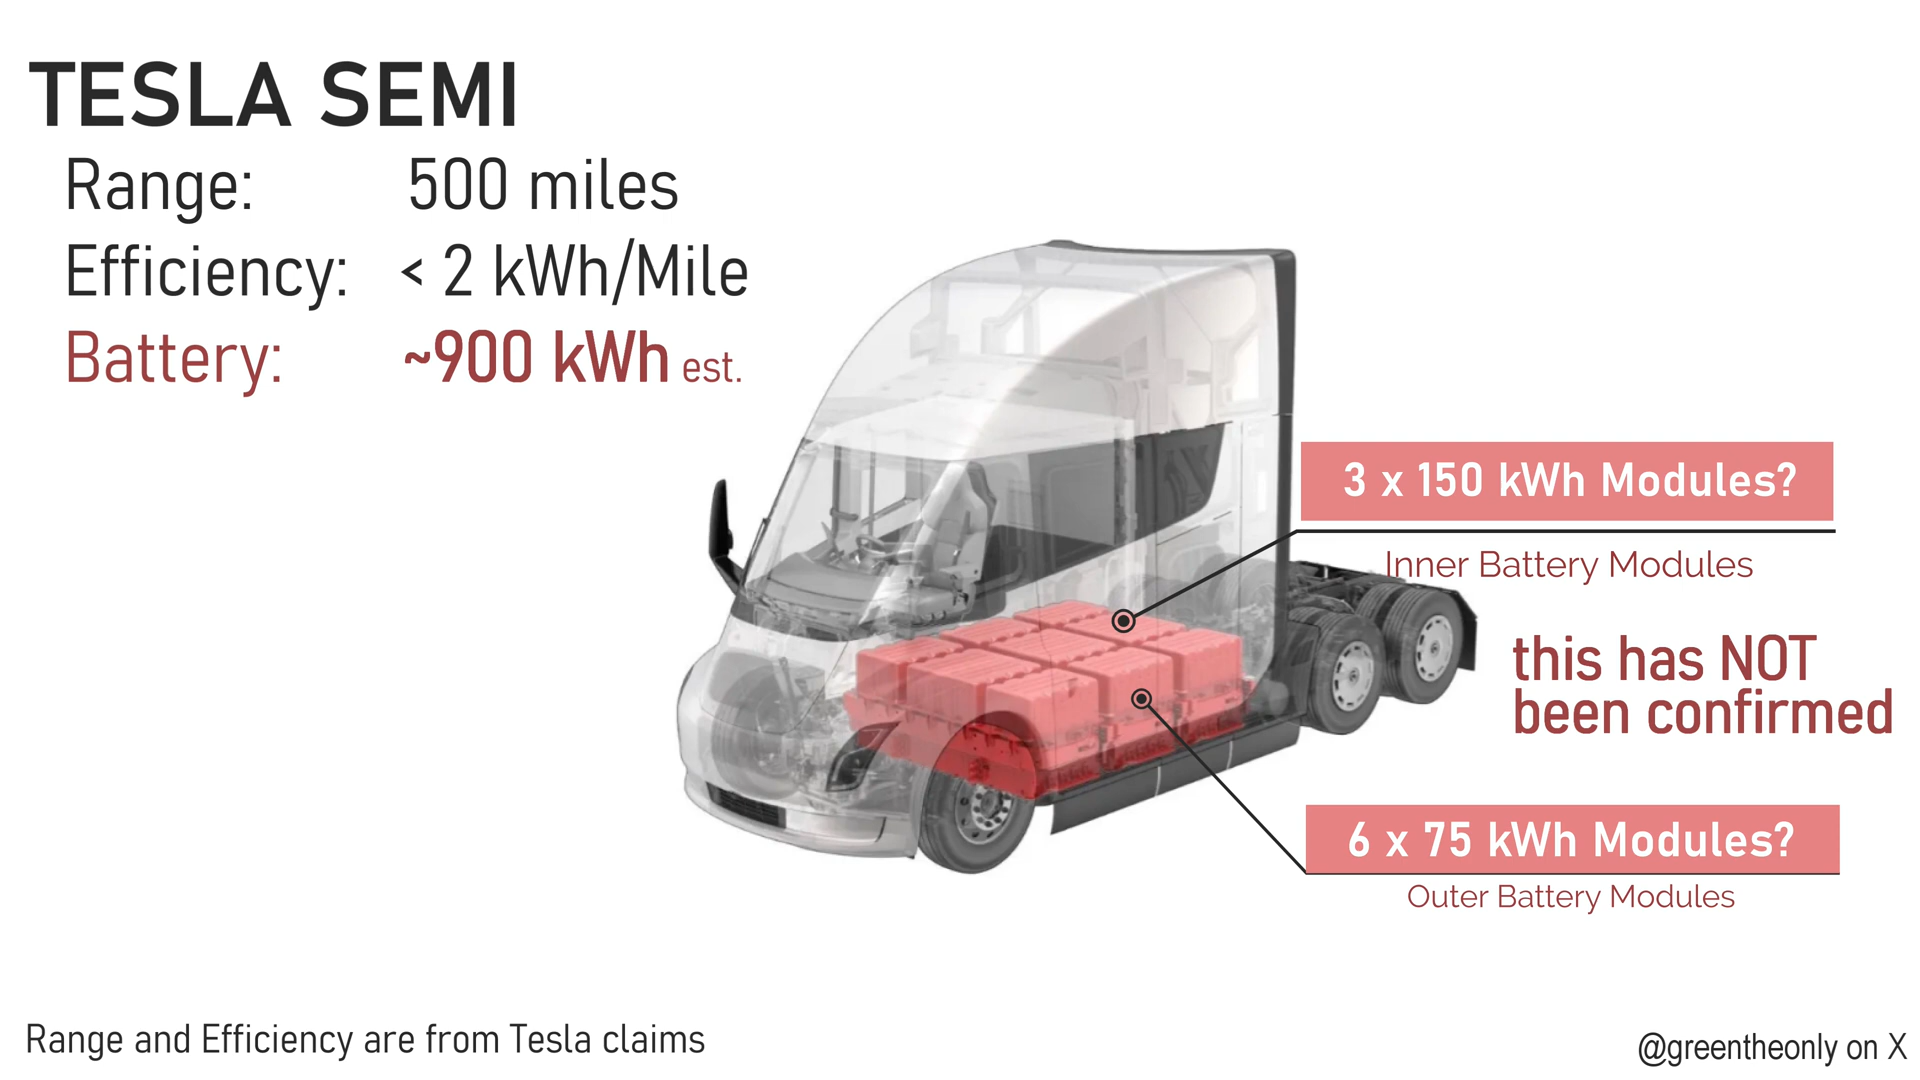 TESLA SEMI
Range: 500 miles
Efficiency: < 2 kWh/Mile
Battery: ~900 kWh est.
3 x 150 kWh Modules?
Inner Battery Modules
this has NOT
been confirmed
6 x 75 kWh Modules?
Outer Battery Modules
Range and Efficiency are from Tesla claims
@greentheonly on X